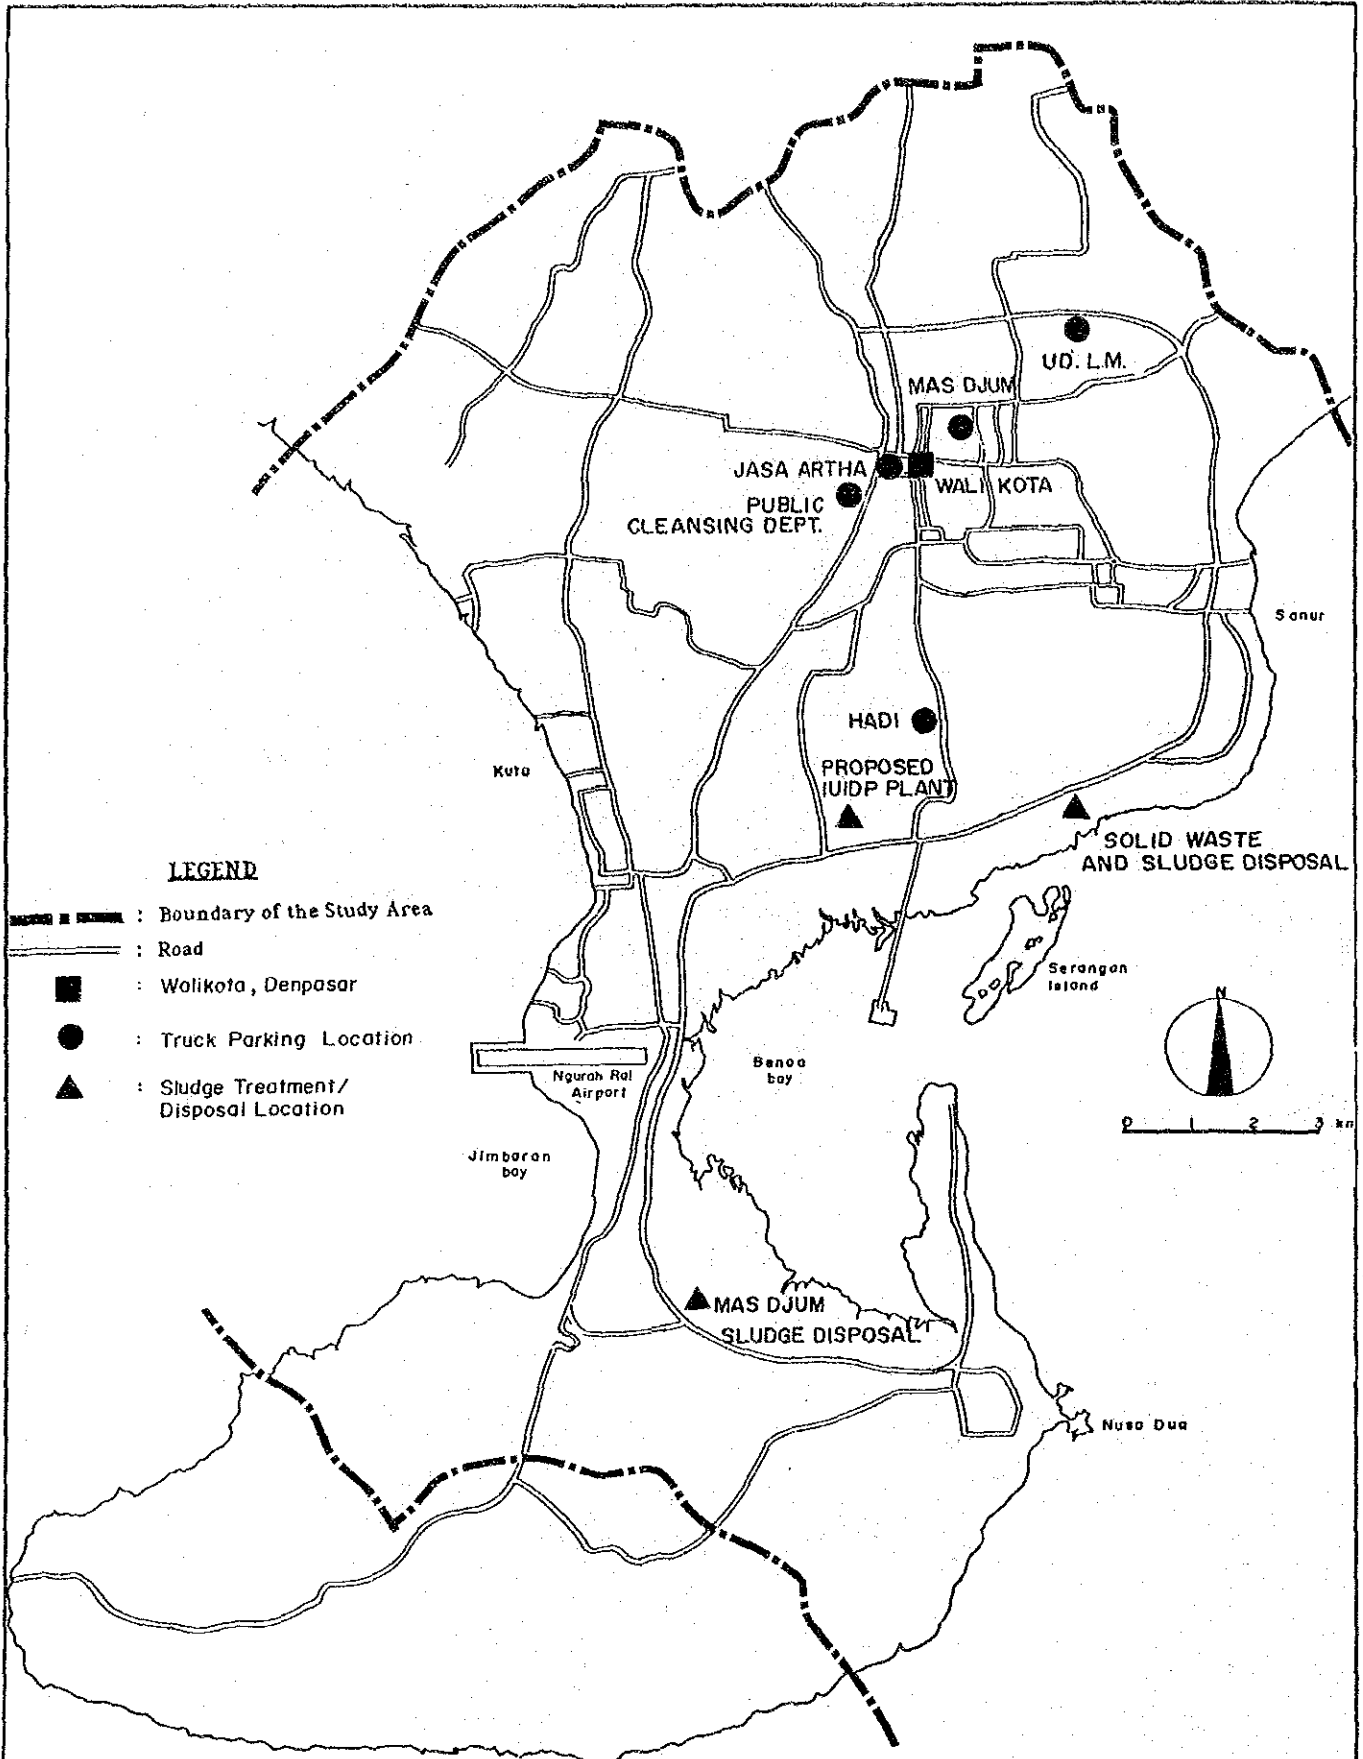 UD. L.M.
MAS DJUM
JASA ARTHA
WALI KOTA
PUBLIC
CLEANSING DEPT.
Sanur
HADI
Kuta
PROPOSED
IUIDP PLANT
SOLID WASTE
AND SLUDGE DISPOSAL
LEGEND
: Boundary of the Study Area
: Road
: Walikota, Denpasar
: Truck Parking Location
: Sludge Treatment/
Disposal Location
Serangan
Island
N
Benoa
bay
Ngurah Rai
Airport
0 1 2 3 km
Jimbaran
bay
MAS DJUM
SLUDGE DISPOSAL
Nusa Dua